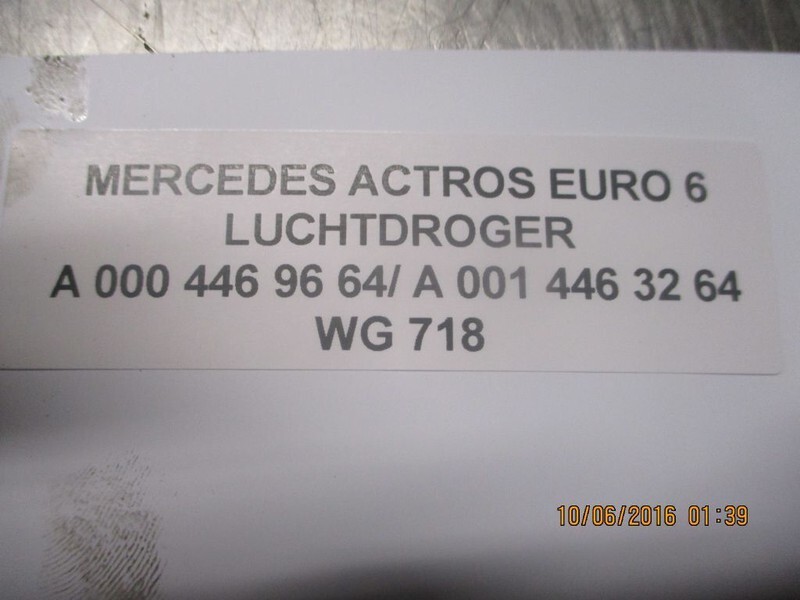 MERCEDES ACTROS EURO 6
LUCHTDROGER
A 000 446 96 64/ A 001 446 32 64
WG 718
10/06/2016 01:39